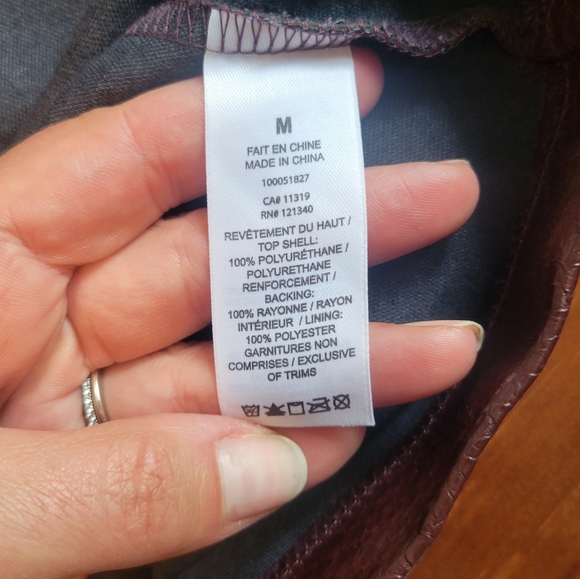 M
FAIT EN CHINE
MADE IN CHINA
100051827
CA# 11319
RN# 121340
REVÊTEMENT DU HAUT /
TOP SHELL:
100% POLYURÉTHANE /
POLYURETHANE
RENFORCEMENT /
BACKING:
100% RAYONNE / RAYON
INTÉRIEUR / LINING:
100% POLYESTER
GARNITURES NON
COMPRISES / EXCLUSIVE
OF TRIMS